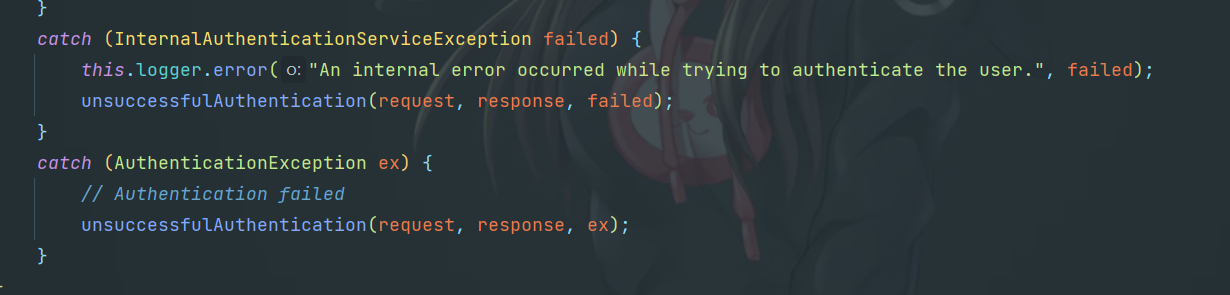 }
catch (InternalAuthenticationServiceException failed) {
this.logger.error( o: "An internal error occurred while trying to authenticate the user.", failed);
unsuccessfulAuthentication(request, response, failed);
}
catch (AuthenticationException ex) {
// Authentication failed
unsuccessfulAuthentication(request, response, ex);
}